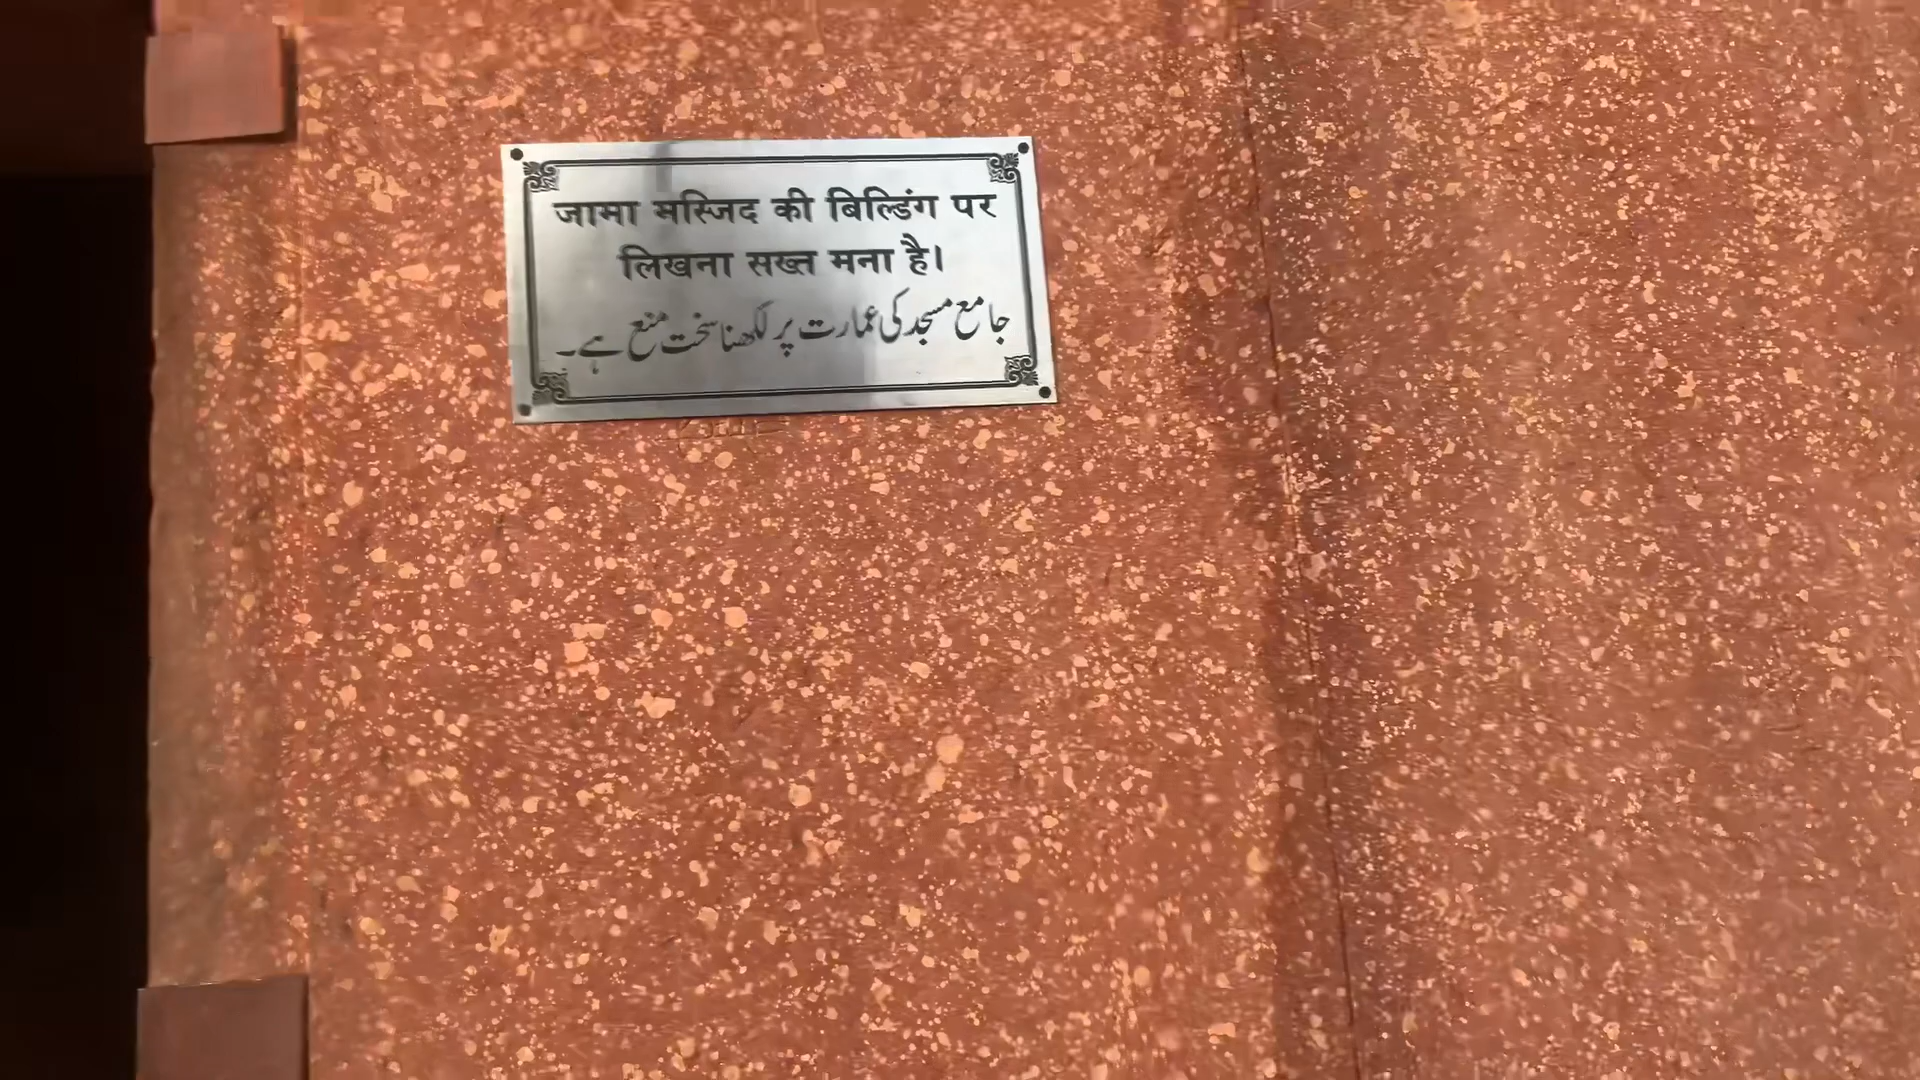 जामा मस्जिद की बिल्डिंग पर
लिखना सख्त मना है।
جامع مسجد کی عمارت پر لکھنا سخت منع ہے۔